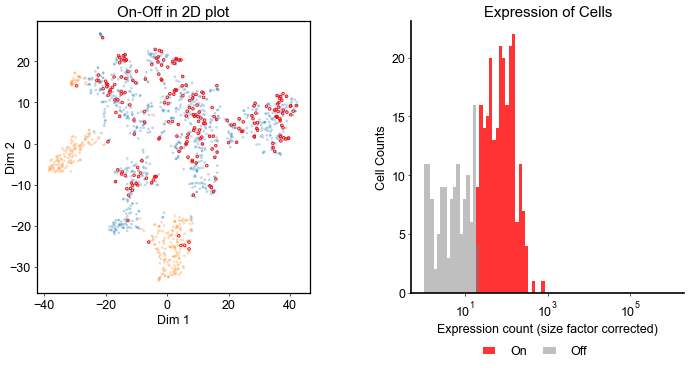 On-Off in 2D plot
Dim 2
20
10
0
−10
−20
−30
−40
−20
0
20
40
Dim 1
Expression of Cells
Cell Counts
20
15
10
5
0
10^1
10^3
10^5
Expression count (size factor corrected)
On
Off